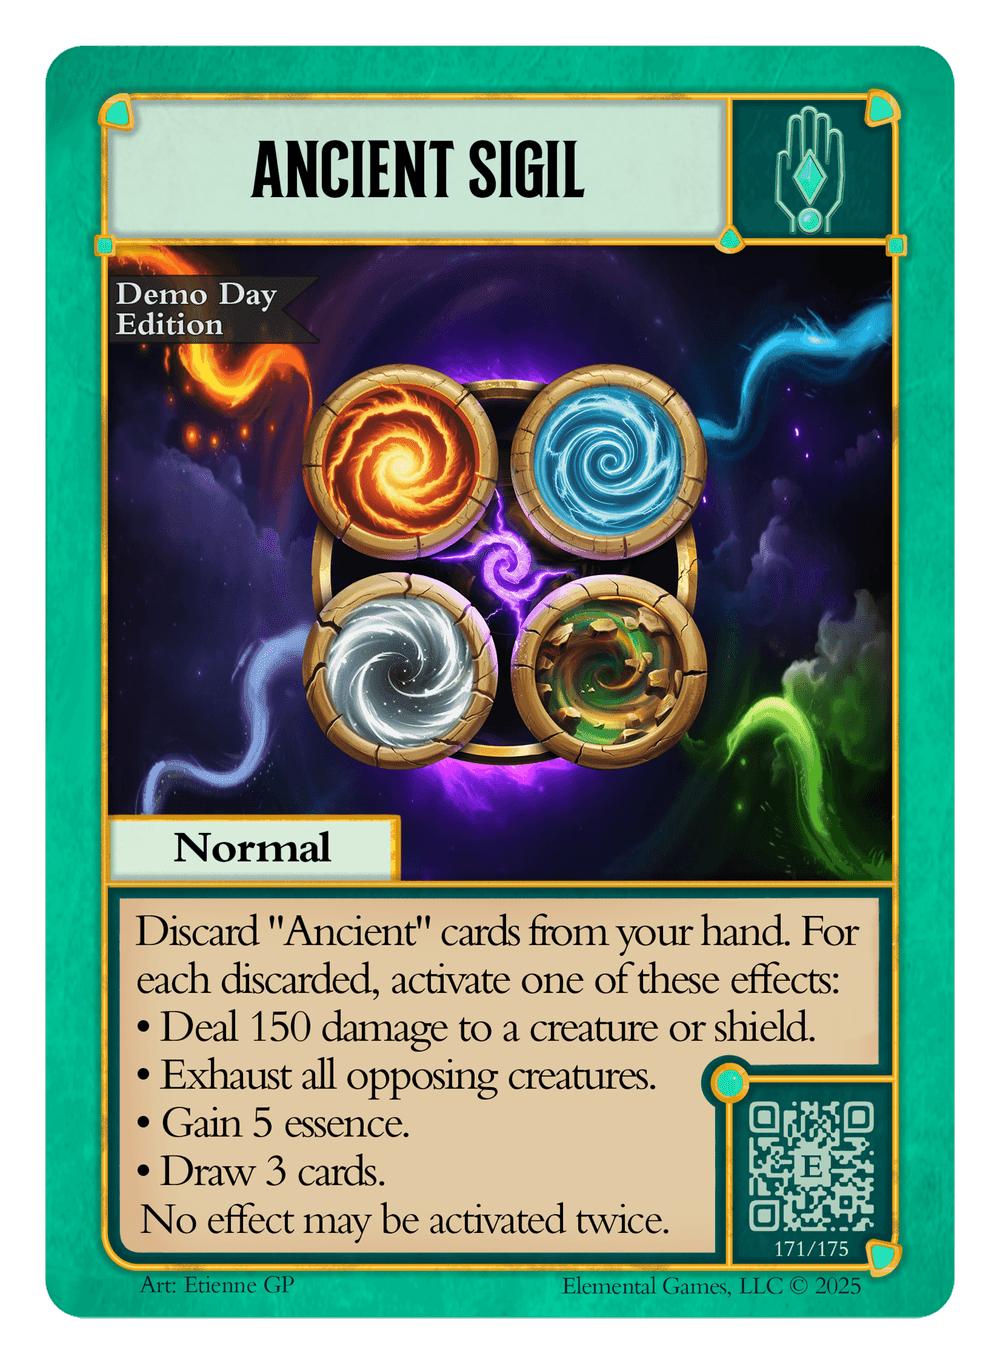 ANCIENT SIGIL
Demo Day
Edition
Normal
Discard "Ancient" cards from your hand. For
each discarded, activate one of these effects:
• Deal 150 damage to a creature or shield.
• Exhaust all opposing creatures.
• Gain 5 essence.
• Draw 3 cards.
No effect may be activated twice.
E
171/175
Art: Etienne GP
Elemental Games, LLC © 2025